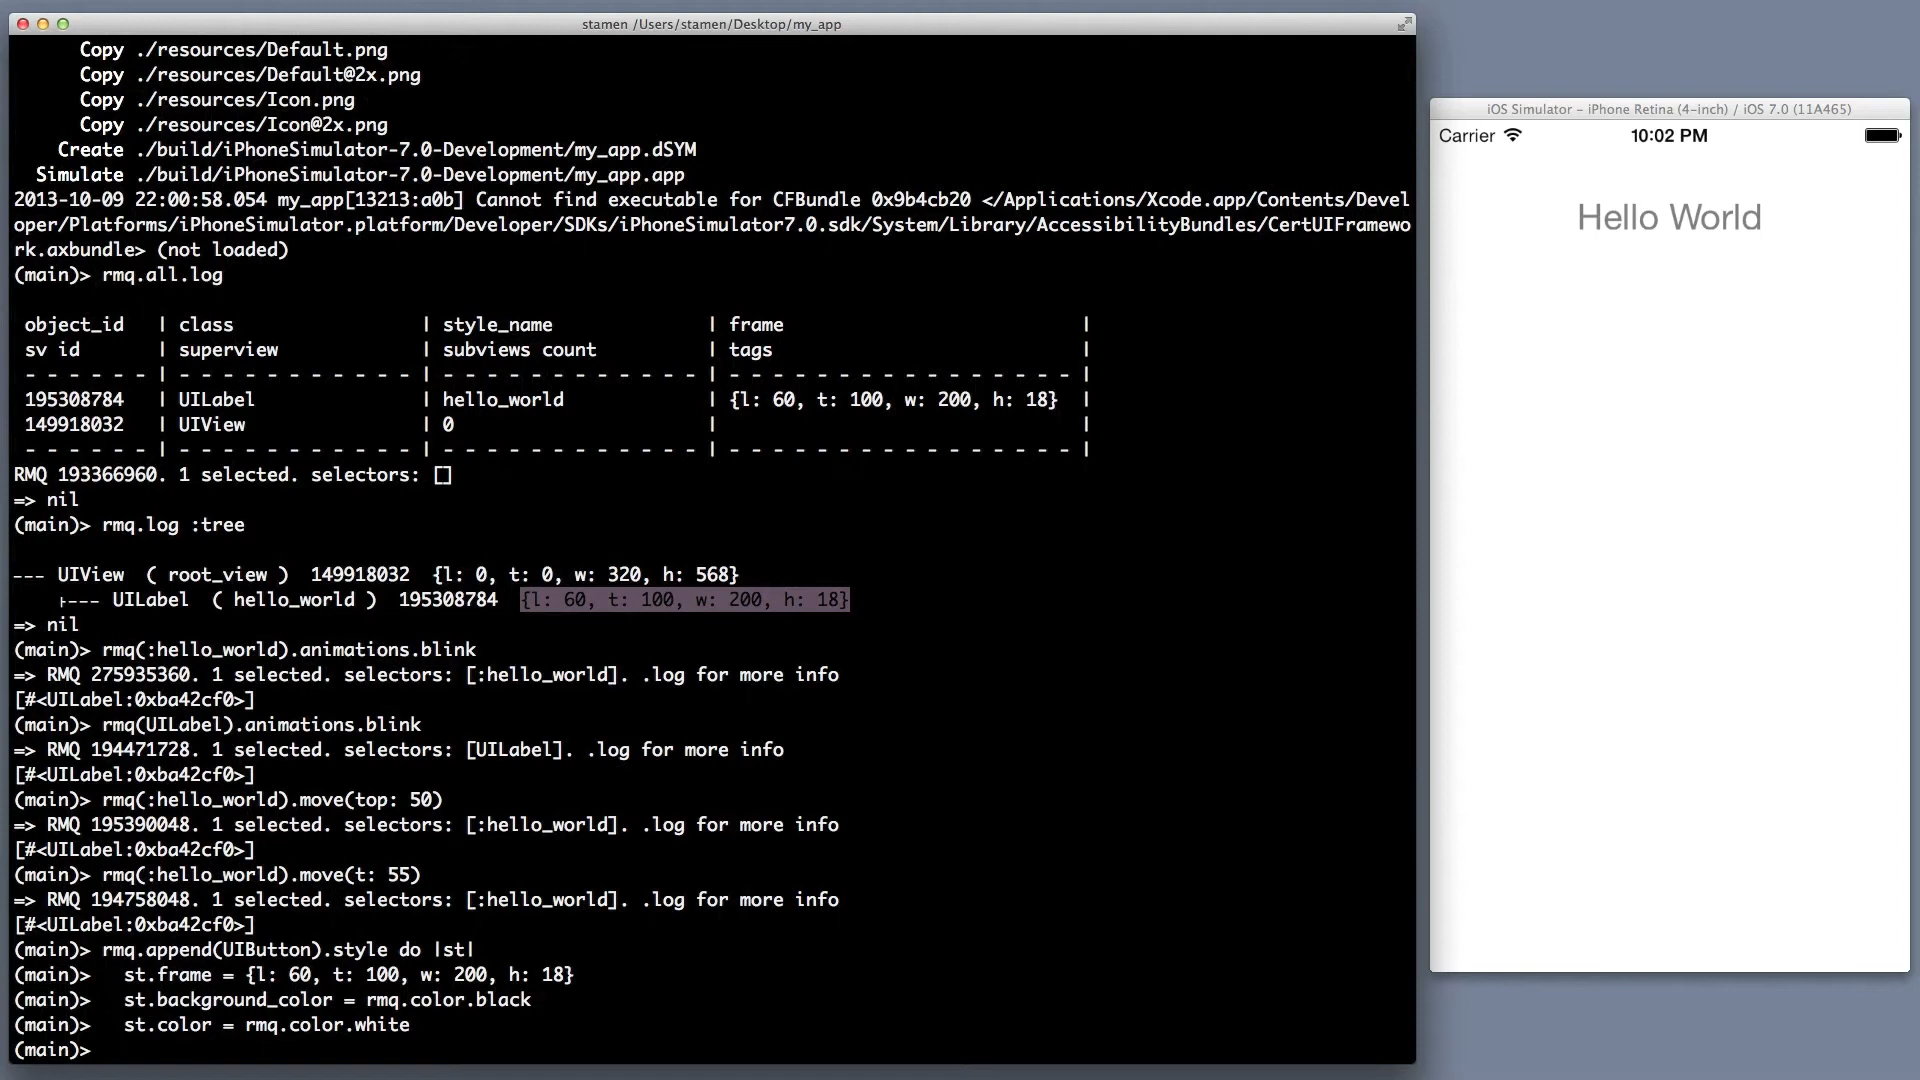 stamen /Users/stamen/Desktop/my_app
Copy ./resources/Default.png
Copy ./resources/Default@2x.png
Copy ./resources/Icon.png
Copy ./resources/Icon@2x.png
Create ./build/iPhoneSimulator-7.0-Development/my_app.dSYM
Simulate ./build/iPhoneSimulator-7.0-Development/my_app.app
2013-10-09 22:00:58.054 my_app[13213:a0b] Cannot find executable for CFBundle 0x9b4cb20 </Applications/Xcode.app/Contents/Devel
oper/Platforms/iPhoneSimulator.platform/Developer/SDKs/iPhoneSimulator7.0.sdk/System/Library/AccessibilityBundles/CertUIFramewo
rk.axbundle> (not loaded)
(main)> rmq.all.log
object_id | class | style_name | frame |
sv id | superview | subviews count | tags |
- - - - - - | - - - - - - - - - - - | - - - - - - - - - - - - | - - - - - - - - - - - - - - - - |
195308784 | UILabel | hello_world | {l: 60, t: 100, w: 200, h: 18} |
149918032 | UIView | 0 | |
- - - - - - | - - - - - - - - - - - | - - - - - - - - - - - - | - - - - - - - - - - - - - - - - |
RMQ 193366960. 1 selected. selectors: []
=> nil
(main)> rmq.log :tree
--- UIView ( root_view ) 149918032 {l: 0, t: 0, w: 320, h: 568}
├--- UILabel ( hello_world ) 195308784 {l: 60, t: 100, w: 200, h: 18}
=> nil
(main)> rmq(:hello_world).animations.blink
=> RMQ 275935360. 1 selected. selectors: [:hello_world]. .log for more info
[#<UILabel:0xba42cf0>]
(main)> rmq(UILabel).animations.blink
=> RMQ 194471728. 1 selected. selectors: [UILabel]. .log for more info
[#<UILabel:0xba42cf0>]
(main)> rmq(:hello_world).move(top: 50)
=> RMQ 195390048. 1 selected. selectors: [:hello_world]. .log for more info
[#<UILabel:0xba42cf0>]
(main)> rmq(:hello_world).move(t: 55)
=> RMQ 194758048. 1 selected. selectors: [:hello_world]. .log for more info
[#<UILabel:0xba42cf0>]
(main)> rmq.append(UIButton).style do |st|
(main)> st.frame = {l: 60, t: 100, w: 200, h: 18}
(main)> st.background_color = rmq.color.black
(main)> st.color = rmq.color.white
(main)>
iOS Simulator – iPhone Retina (4-inch) / iOS 7.0 (11A465)
Carrier 10:02 PM
Hello World